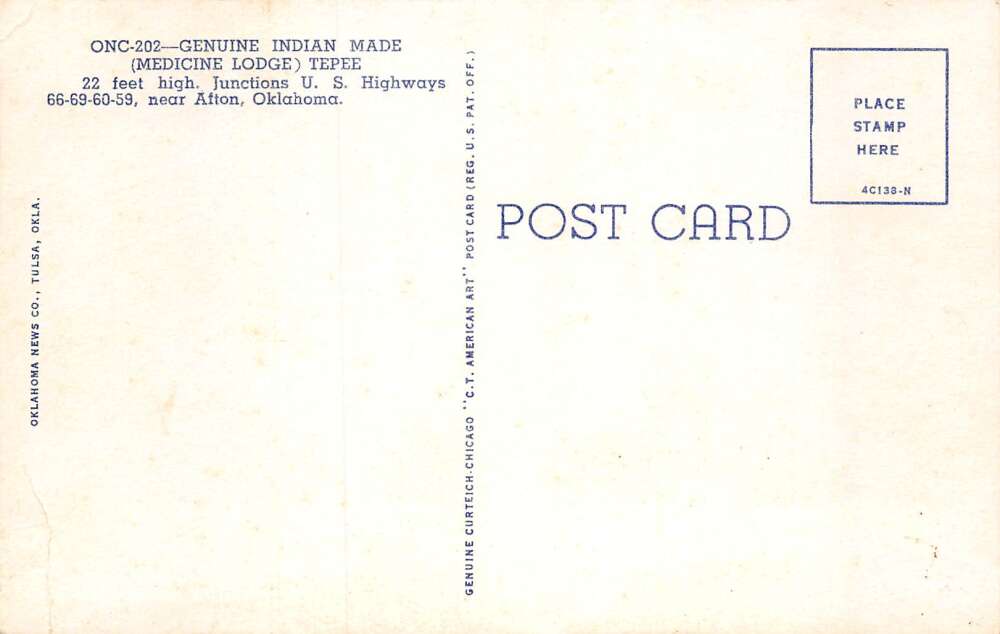 ONC-202—GENUINE INDIAN MADE
(MEDICINE LODGE) TEPEE
22 feet high. Junctions U. S. Highways
66-69-60-59, near Afton, Oklahoma.
OKLAHOMA NEWS CO., TULSA, OKLA.
GENUINE CURTEICH-CHICAGO "C.T. AMERICAN ART" POST CARD (REG. U.S. PAT. OFF.)
POST CARD
PLACE
STAMP
HERE
4C138-N